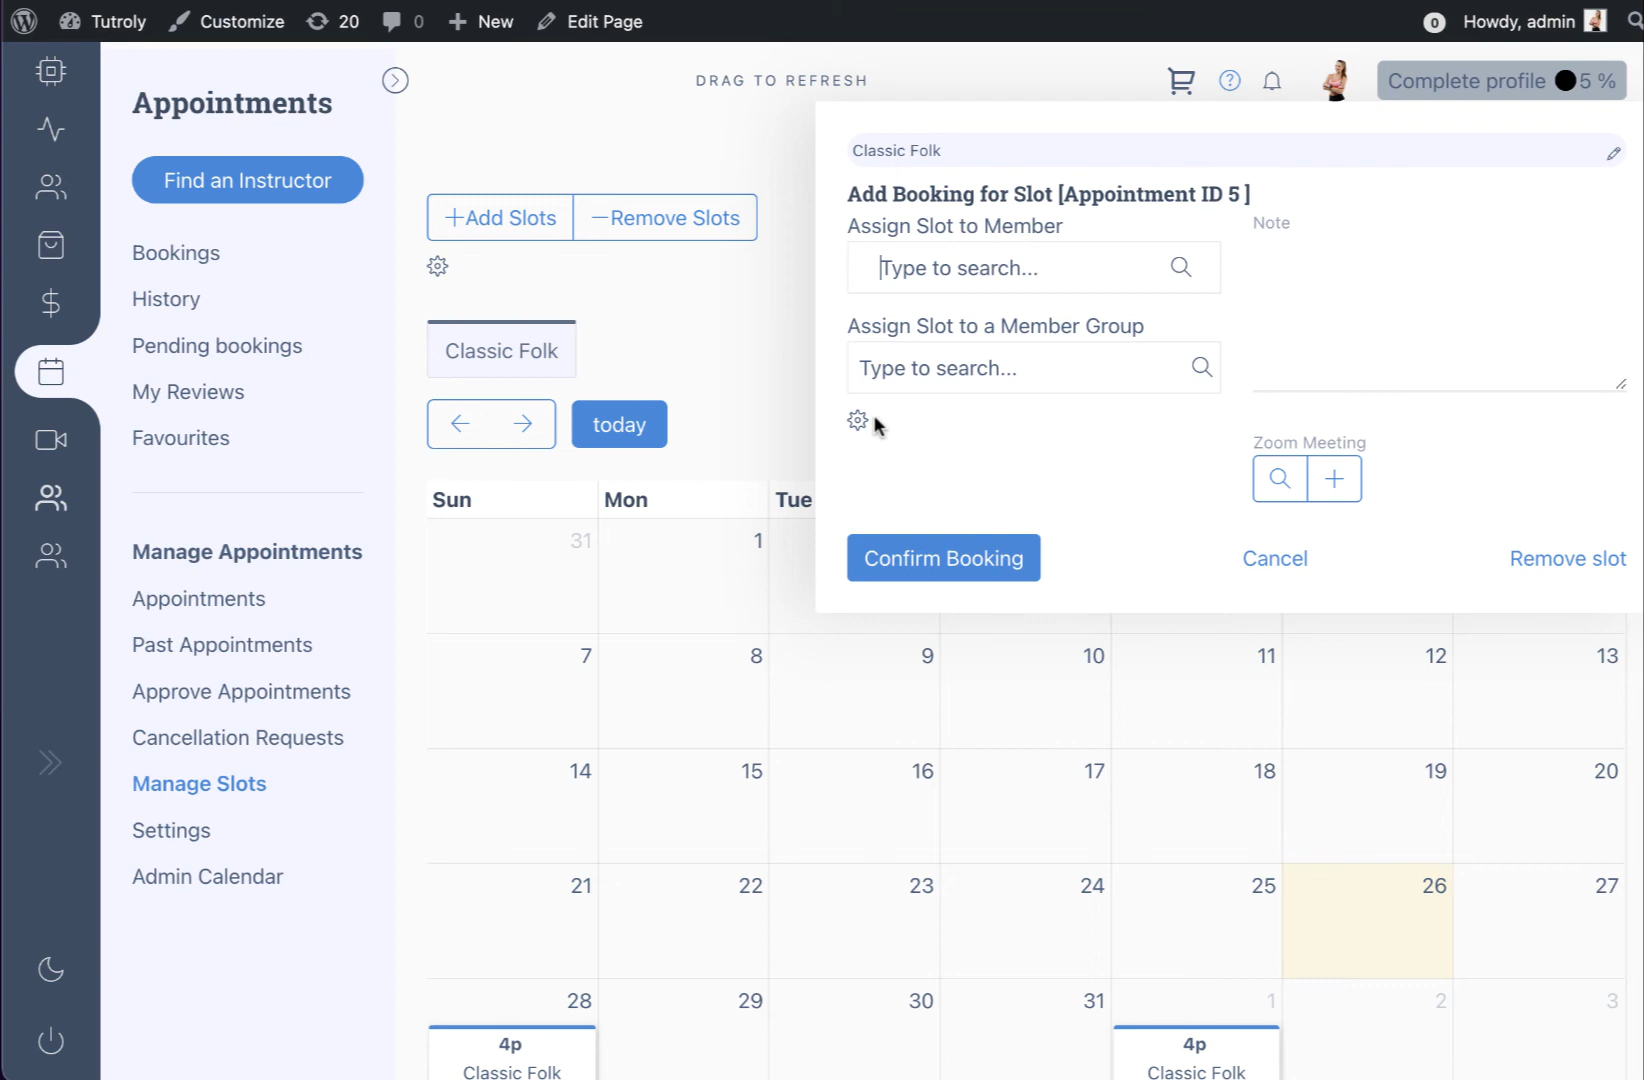 Tutroly Customize 20 0 New Edit Page 0 Howdy, admin
DRAG TO REFRESH
Complete profile 5 %
Appointments
Find an Instructor
Bookings
History
Pending bookings
My Reviews
Favourites
Manage Appointments
Appointments
Past Appointments
Approve Appointments
Cancellation Requests
Manage Slots
Settings
Admin Calendar
+Add Slots —Remove Slots
Classic Folk
today
Classic Folk
Add Booking for Slot [Appointment ID 5 ]
Assign Slot to Member
Type to search...
Assign Slot to a Member Group
Type to search...
Note
Zoom Meeting
Confirm Booking Cancel Remove slot
Sun Mon Tue
31 1
7 8 9 10 11 12 13
14 15 16 17 18 19 20
21 22 23 24 25 26 27
28 29 30 31 1 2 3
4p 4p
Classic Folk Classic Folk